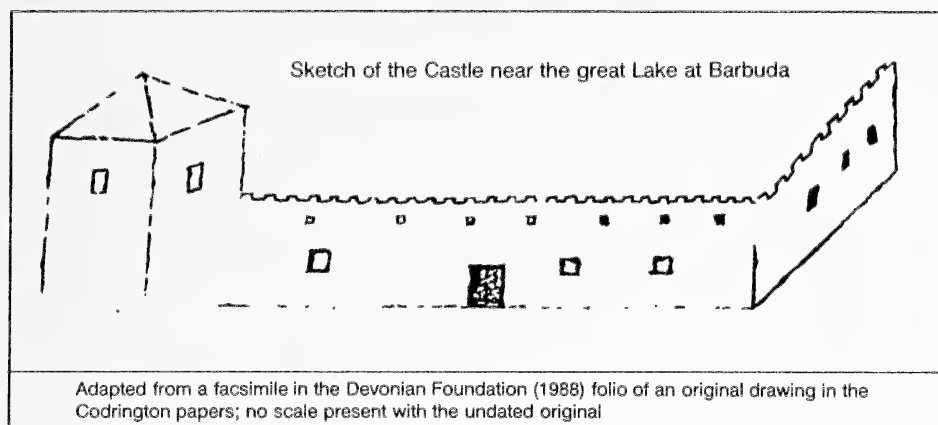 Sketch of the Castle near the great Lake at Barbuda
Adapted from a facsimile in the Devonian Foundation (1988) folio of an original drawing in the
Codrington papers; no scale present with the undated original